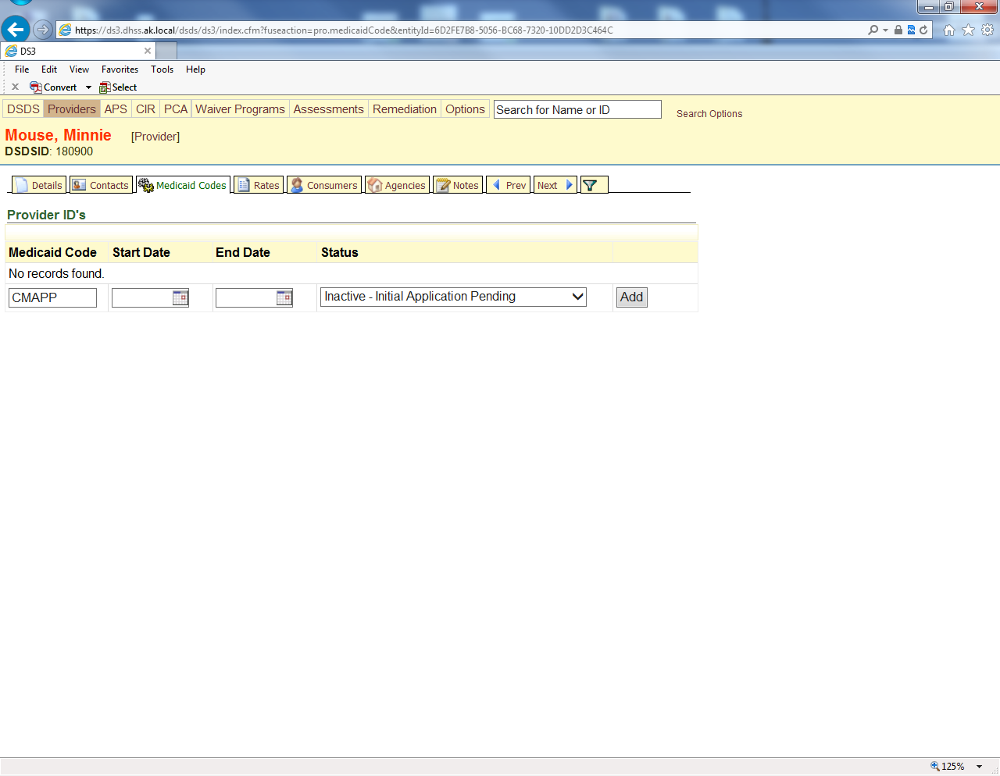 https://ds3.dhss.ak.local/dsds/ds3/index.cfm?fuseaction=pro.medicaidCode&entityId=6D2FE7B8-5056-BC68-7320-10DD2D3C464C
DS3
File Edit View Favorites Tools Help
Convert Select
DSDS Providers APS CIR PCA Waiver Programs Assessments Remediation Options Search for Name or ID Search Options
Mouse, Minnie [Provider]
DSDSID: 180900
Details Contacts Medicaid Codes Rates Consumers Agencies Notes Prev Next
Provider ID's
Medicaid Code Start Date End Date Status
No records found.
CMAPP Inactive - Initial Application Pending Add
125%